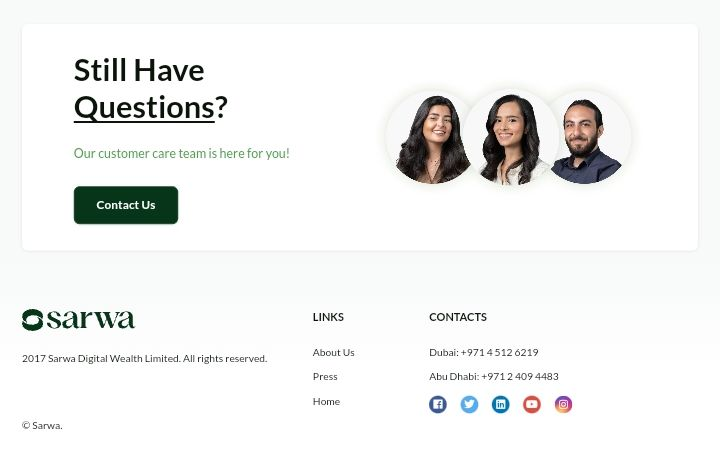 Still Have
Questions?
Our customer care team is here for you!
Contact Us
sarwa
2017 Sarwa Digital Wealth Limited. All rights reserved.
© Sarwa.
LINKS
About Us
Press
Home
CONTACTS
Dubai: +971 4 512 6219
Abu Dhabi: +971 2 409 4483